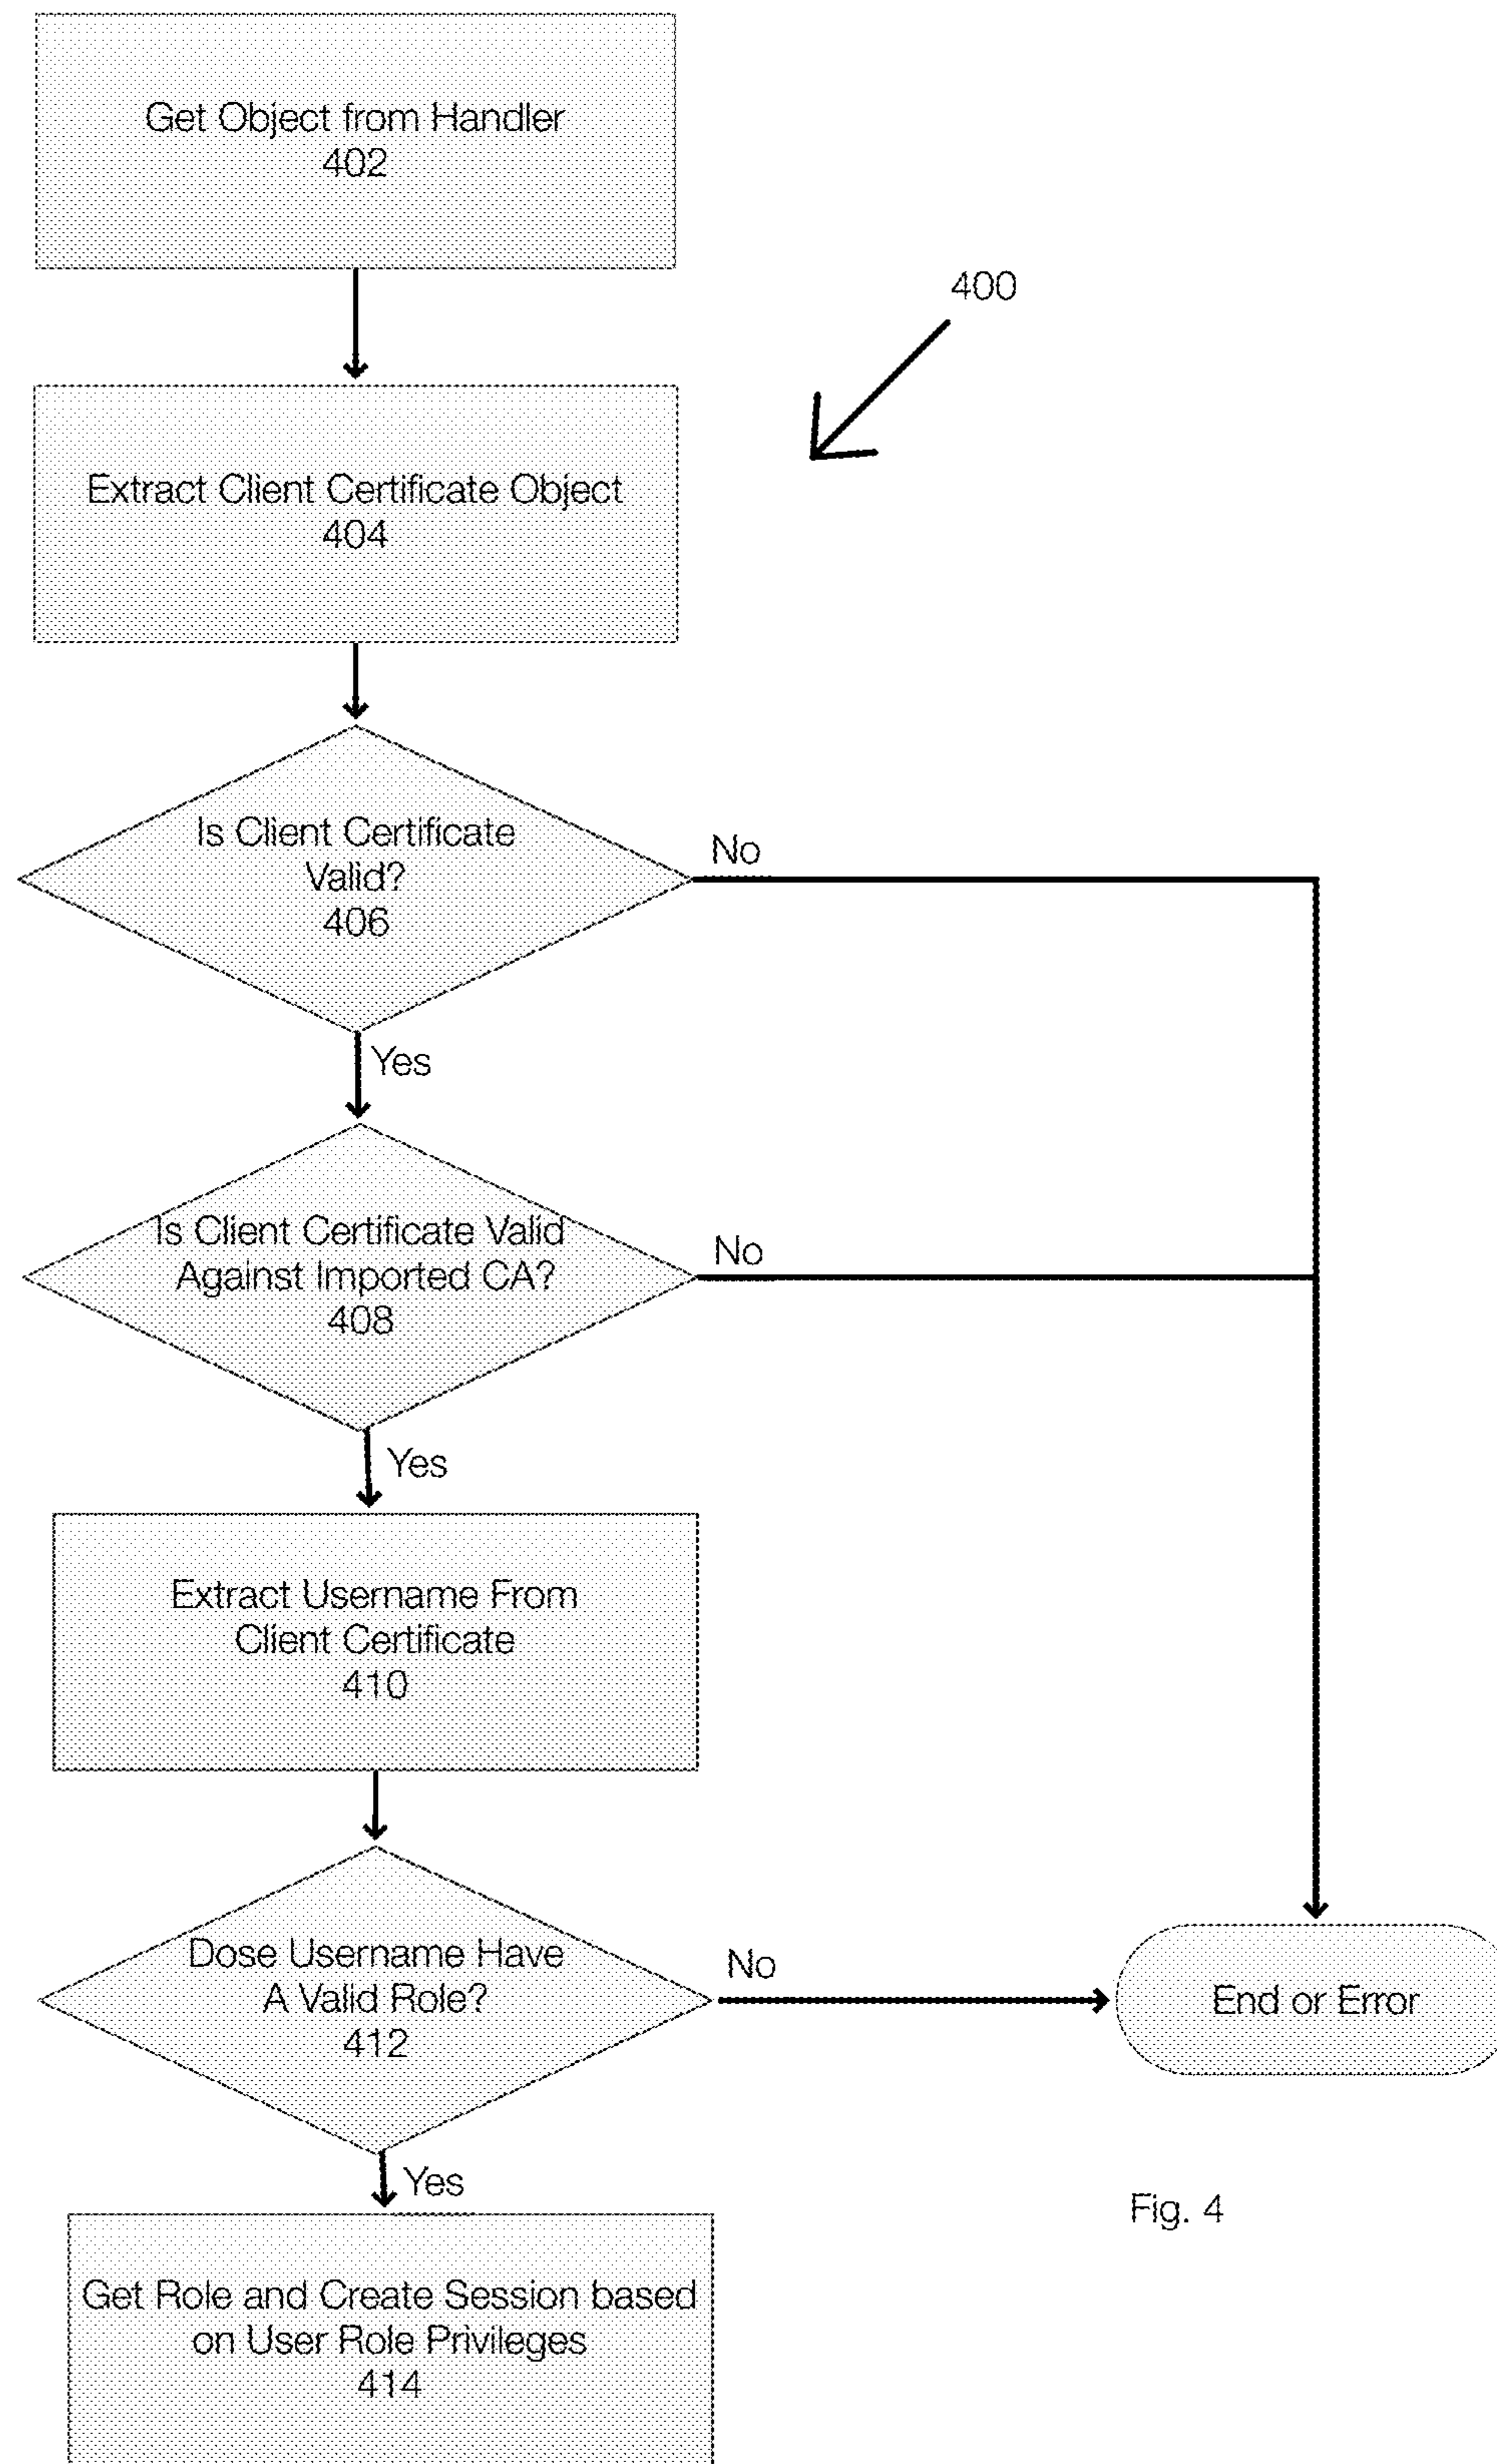 Get Object from Handler
402
400
Extract Client Certificate Object
404
Is Client Certificate
Valid?
406
No
Yes
Is Client Certificate Valid
Against Imported CA?
408
No
Yes
Extract Username From
Client Certificate
410
Dose Username Have
A Valid Role?
412
No
End or Error
Yes
Fig. 4
Get Role and Create Session based
on User Role Privileges
414